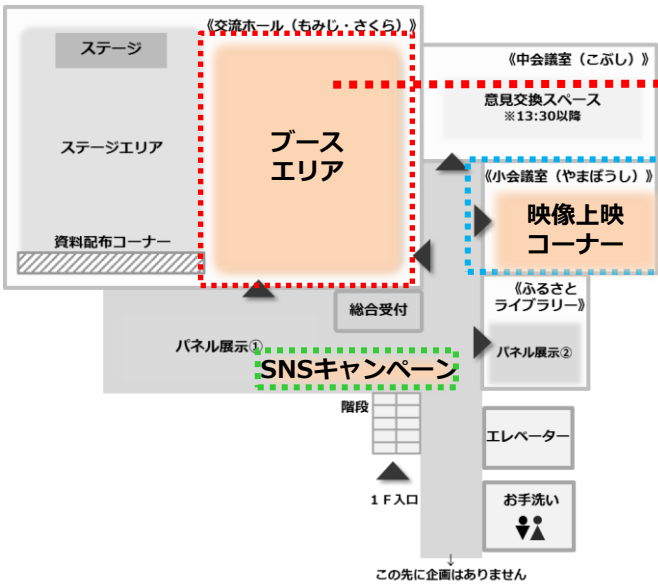 《交流ホール（もみじ・さくら）》
ステージ
《中会議室（こぶし）》
意見交換スペース
※13:30以降
ステージエリア
ブース
エリア
《小会議室（やまぼうし）》
映像上映
コーナー
資料配布コーナー
《ふるさと
ライブラリー》
総合受付
パネル展示①
パネル展示②
SNSキャンペーン
階段
エレベーター
１Ｆ入口
お手洗い
この先に企画はありません